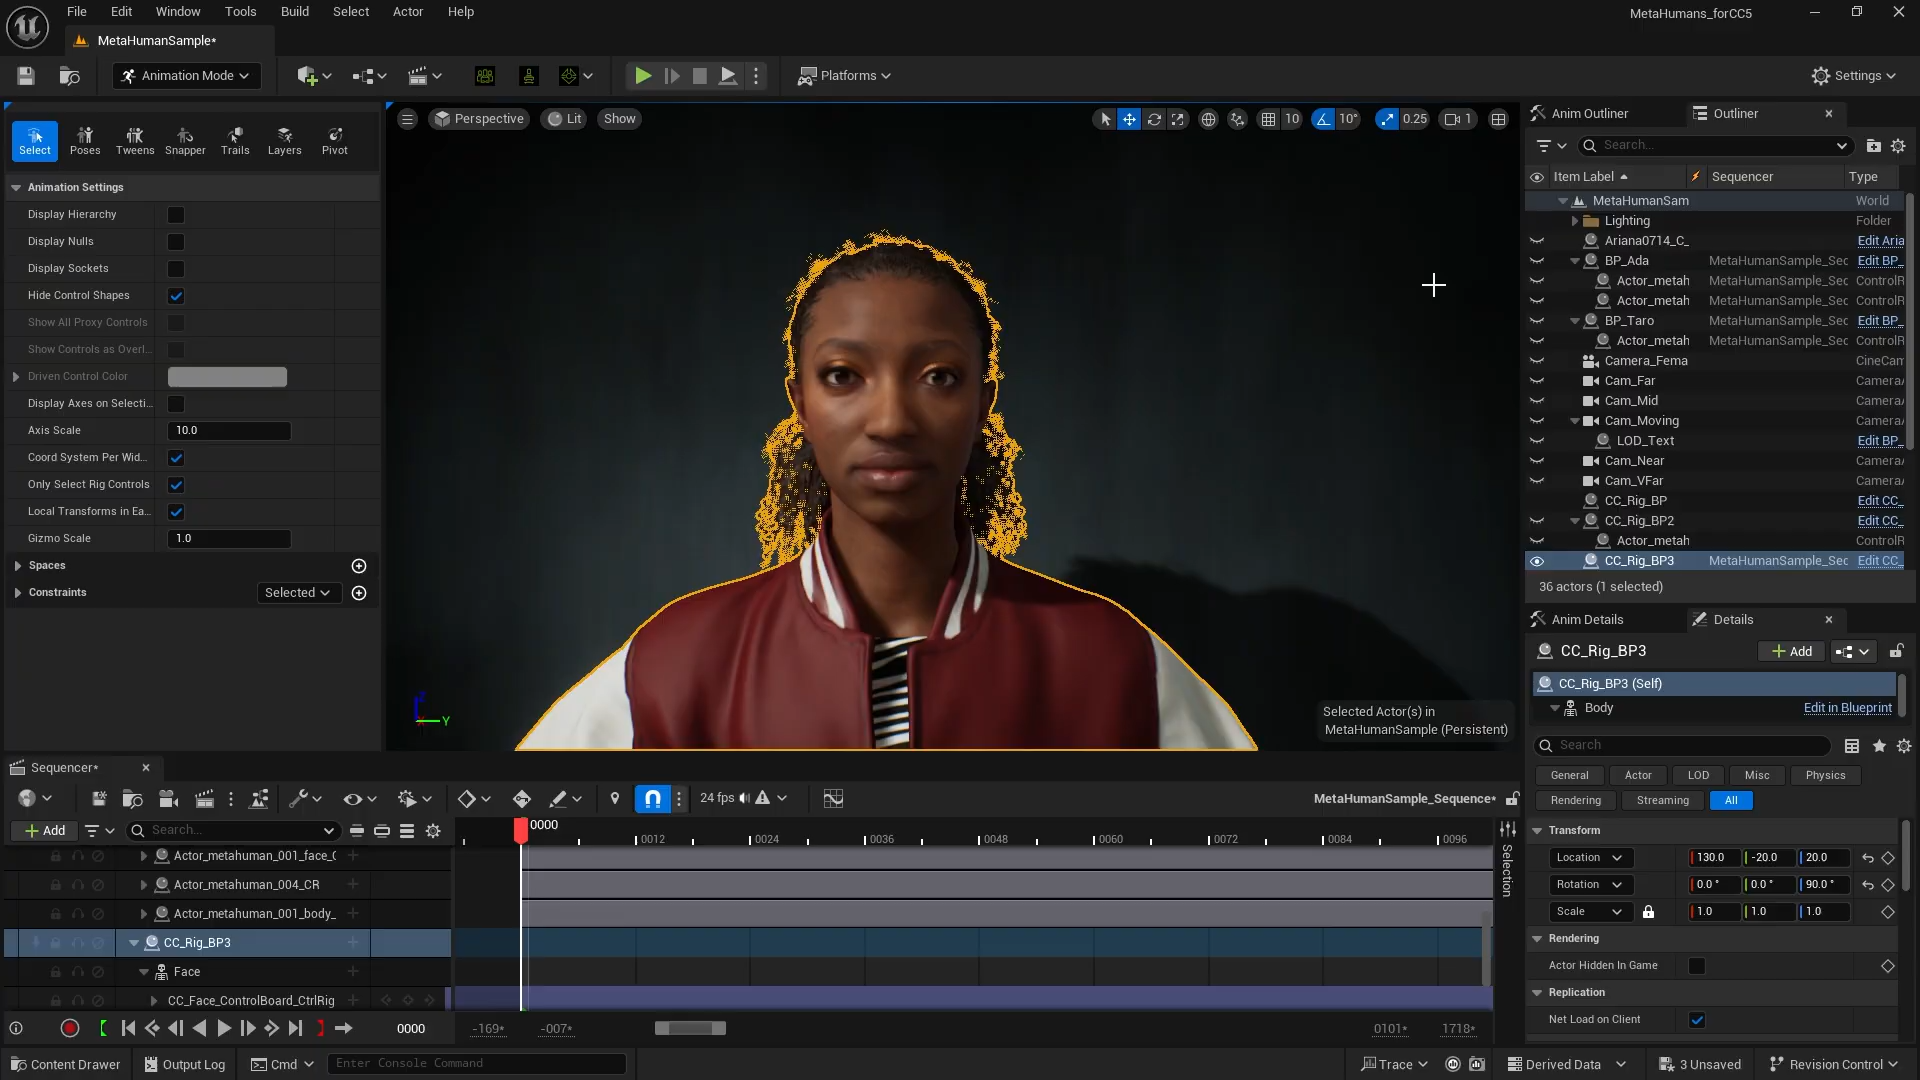 File Edit Window Tools Build Select Actor Help
MetaHumans_forCC5
MetaHumanSample*
Animation Mode
Platforms
Settings
Select Poses Tweens Snapper Trails Layers Pivot
Animation Settings
Display Hierarchy
Display Nulls
Display Sockets
Hide Control Shapes
Show All Proxy Controls
Show Controls as Overl...
Driven Control Color
Display Axes on Selecti...
Axis Scale 10.0
Coord System Per Wid...
Only Select Rig Controls
Local Transforms in Ea...
Gizmo Scale 1.0
Spaces
Constraints Selected
Perspective Lit Show 10 10° 0.25 1
Selected Actor(s) in
MetaHumanSample (Persistent)
Anim Outliner Outliner
Search...
Item Label Sequencer Type
MetaHumanSam World
Lighting Folder
Ariana0714_C_ Edit Aria
BP_Ada MetaHumanSample_Sec Edit BP_
Actor_metah MetaHumanSample_Sec ControlR
Actor_metah MetaHumanSample_Sec ControlR
BP_Taro MetaHumanSample_Sec Edit BP_
Actor_metah MetaHumanSample_Sec ControlR
Camera_Fema CineCam
Cam_Far Camera
Cam_Mid Camera
Cam_Moving Camera
LOD_Text Edit BP_
Cam_Near Camera
Cam_VFar Camera
CC_Rig_BP Edit CC_
CC_Rig_BP2 Edit CC_
Actor_metah ControlR
CC_Rig_BP3 MetaHumanSample_Sec Edit CC_
36 actors (1 selected)
Anim Details Details
CC_Rig_BP3 Add
CC_Rig_BP3 (Self)
Body Edit in Blueprint
Search
General Actor LOD Misc Physics
Rendering Streaming All
Transform
Location 130.0 -20.0 20.0
Rotation 0.0 ° 0.0 ° 90.0 °
Scale 1.0 1.0 1.0
Rendering
Actor Hidden In Game
Replication
Net Load on Client
Sequencer*
24 fps
MetaHumanSample_Sequence*
Add Search...
0000
0012 0024 0036 0048 0060 0072 0084 0096
Selection
Actor_metahuman_001_face_C
Actor_metahuman_004_CR
Actor_metahuman_001_body_
CC_Rig_BP3
Face
CC_Face_ControlBoard_CtrlRig
0000 -169* -007* 0101* 1718*
Content Drawer Output Log Cmd Enter Console Command
Trace Derived Data 3 Unsaved Revision Control